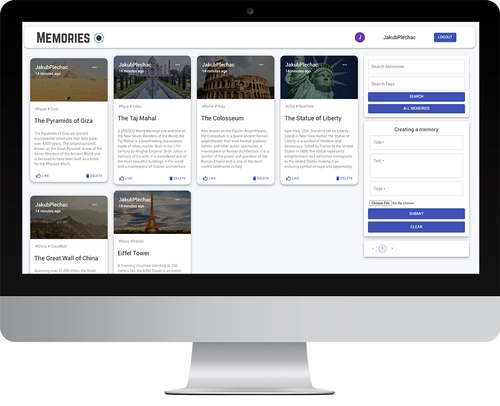 MEMORIES
J
JakubPlechac
LOGOUT
JakubPlechac
14 minutes ago
#Egypt # Giza
The Pyramids of Giza
The Pyramids of Giza are ancient
monumental structures that date back
over 4,500 years. The largest pyramid,
known as the Great Pyramid, is one of the
Seven Wonders of the Ancient World and
is believed to have been built as a tomb
for the Pharaoh Khufu.
LIKE
DELETE
JakubPlechac
14 minutes ago
#Agra # India
The Taj Mahal
A UNESCO World Heritage site and one of
the New Seven Wonders of the World, the
Taj Mahal is a breathtaking mausoleum
made of white marble. Built in the 17th
century by Mughal Emperor Shah Jahan in
memory of his wife, it is considered one of
the most beautiful buildings in the world
and a masterpiece of Islamic architecture.
LIKE
DELETE
JakubPlechac
14 minutes ago
#Rome # Italy
The Colosseum
Also known as the Flavian Amphitheatre,
the Colosseum is a grand ancient Roman
amphitheatre that once hosted gladiator
battles and other public spectacles. A
masterpiece of Roman architecture, it is a
symbol of the power and grandeur of the
Roman Empire and is one of the most
visited landmarks in Italy.
LIKE
DELETE
JakubPlechac
14 minutes ago
#USA # NewYork
The Statue of Liberty
New York, USA: Standing tall on Liberty
Island in New York Harbor, the Statue of
Liberty is a symbol of freedom and
democracy. Gifted by France to the United
States in 1886, the statue represents
enlightenment and welcomes immigrants
to the United States, making it an
enduring symbol of hope and opportunity.
LIKE
DELETE
JakubPlechac
14 minutes ago
#China # GreatWall
The Great Wall of China
Spanning over 21,000 miles, the Great
JakubPlechac
14 minutes ago
#Paris #France
Eiffel Tower
A towering structure standing at 330
meters tall, the Eiffel Tower is an iconic
and a masterpiece of Islamic architecture
Search Memories
Search Tags
SEARCH
ALL MEMORIES
Creating a memory
Title *
Text *
Tags *
Choose File No file chosen
SUBMIT
CLEAR
1